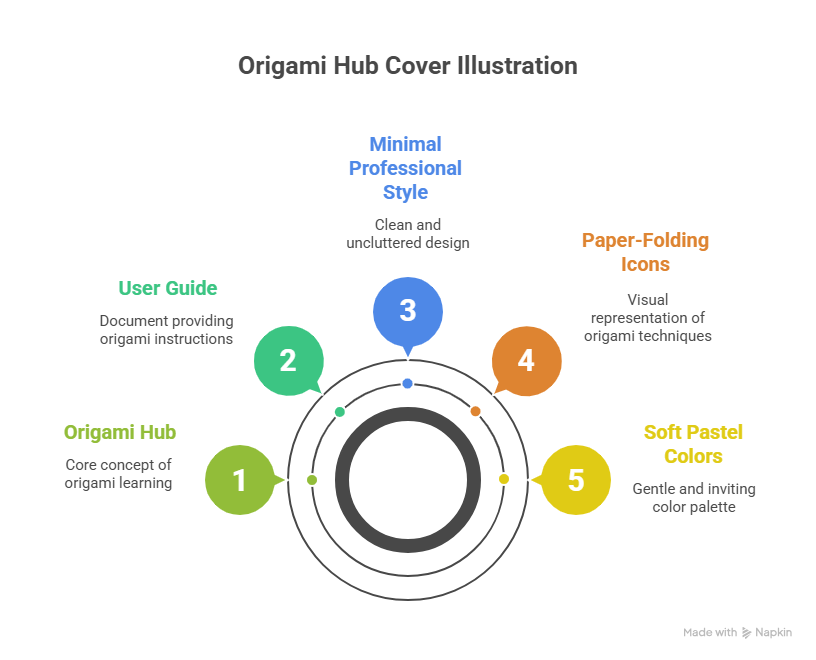 Origami Hub Cover Illustration
Minimal
Professional
Style
Clean and
uncluttered design
Paper-Folding
Icons
Visual
representation of
origami techniques
User Guide
Document providing
origami instructions
3
2
4
Origami Hub
Core concept of
origami learning
1
5
Soft Pastel
Colors
Gentle and inviting
color palette
Made with Napkin